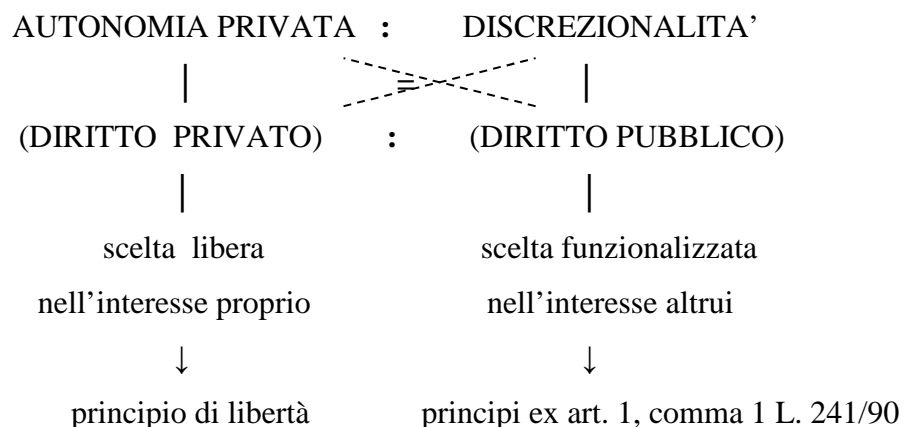 AUTONOMIA PRIVATA : DISCREZIONALITA’
=
(DIRITTO PRIVATO) : (DIRITTO PUBBLICO)
scelta libera scelta funzionalizzata
nell’interesse proprio nell’interesse altrui
↓ ↓
principio di libertà principi ex art. 1, comma 1 L. 241/90